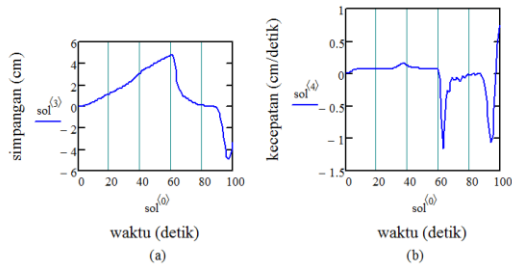 simpangan (cm)
sol⟨3⟩
6
4
2
0
− 2
− 4
− 6
0
20
40
60
80
100
sol⟨0⟩
waktu (detik)
(a)
kecepatan (cm/detik)
sol⟨4⟩
1
0.5
0
− 0.5
− 1
− 1.5
0
20
40
60
80
100
sol⟨0⟩
waktu (detik)
(b)